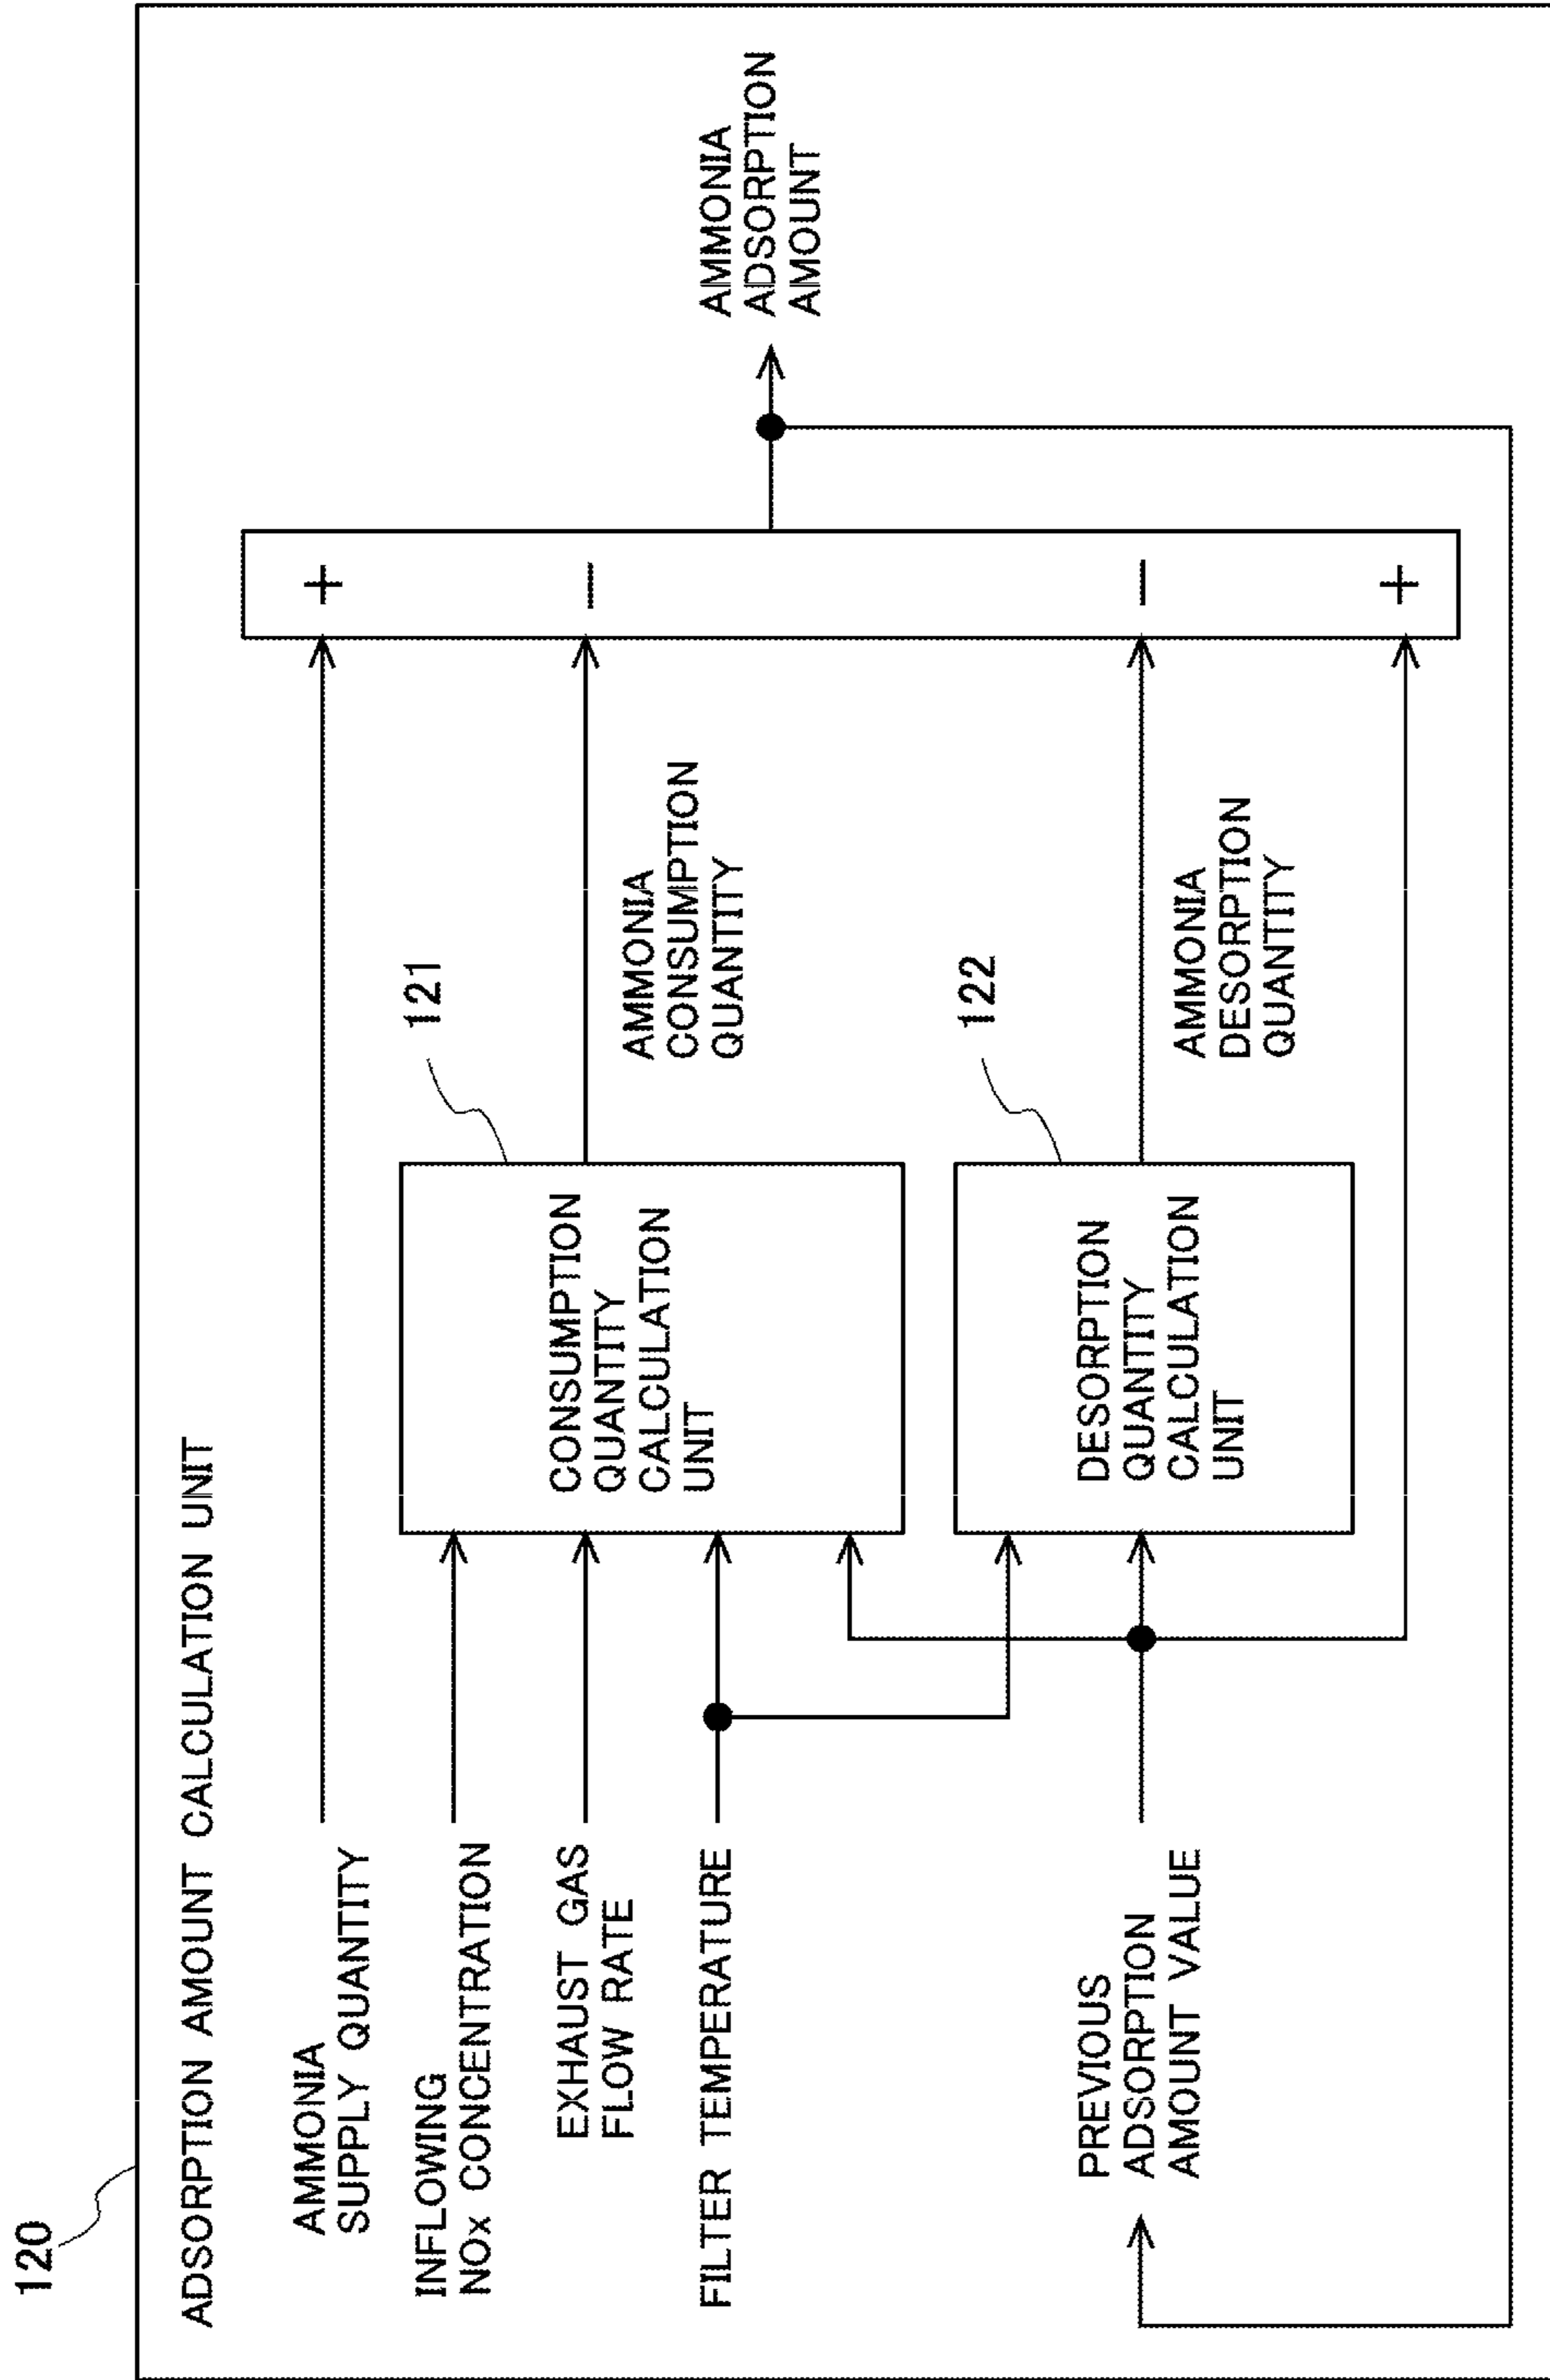 120
ADSORPTION AMOUNT CALCULATION UNIT
AMMONIA
SUPPLY QUANTITY
INFLOWING
NOx CONCENTRATION
EXHAUST GAS
FLOW RATE
FILTER TEMPERATURE
PREVIOUS
ADSORPTION
AMOUNT VALUE
121
CONSUMPTION
QUANTITY
CALCULATION
UNIT
122
DESORPTION
QUANTITY
CALCULATION
UNIT
AMMONIA
CONSUMPTION
QUANTITY
AMMONIA
DESORPTION
QUANTITY
+
−
−
+
AMMONIA
ADSORPTION
AMOUNT